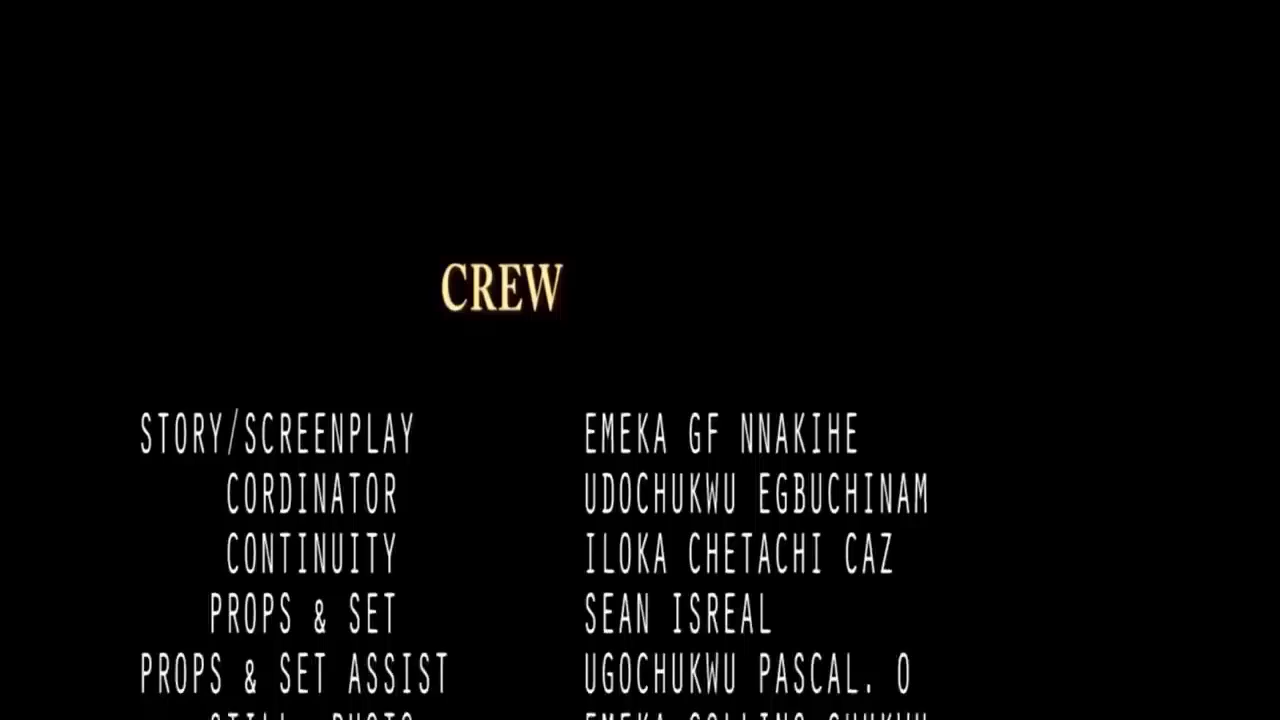 CREW
STORY/SCREENPLAY EMEKA GF NNAKIHE
CORDINATOR UDOCHUKWU EGBUCHINAM
CONTINUITY ILOKA CHETACHI CAZ
PROPS & SET SEAN ISREAL
PROPS & SET ASSIST UGOCHUKWU PASCAL. O